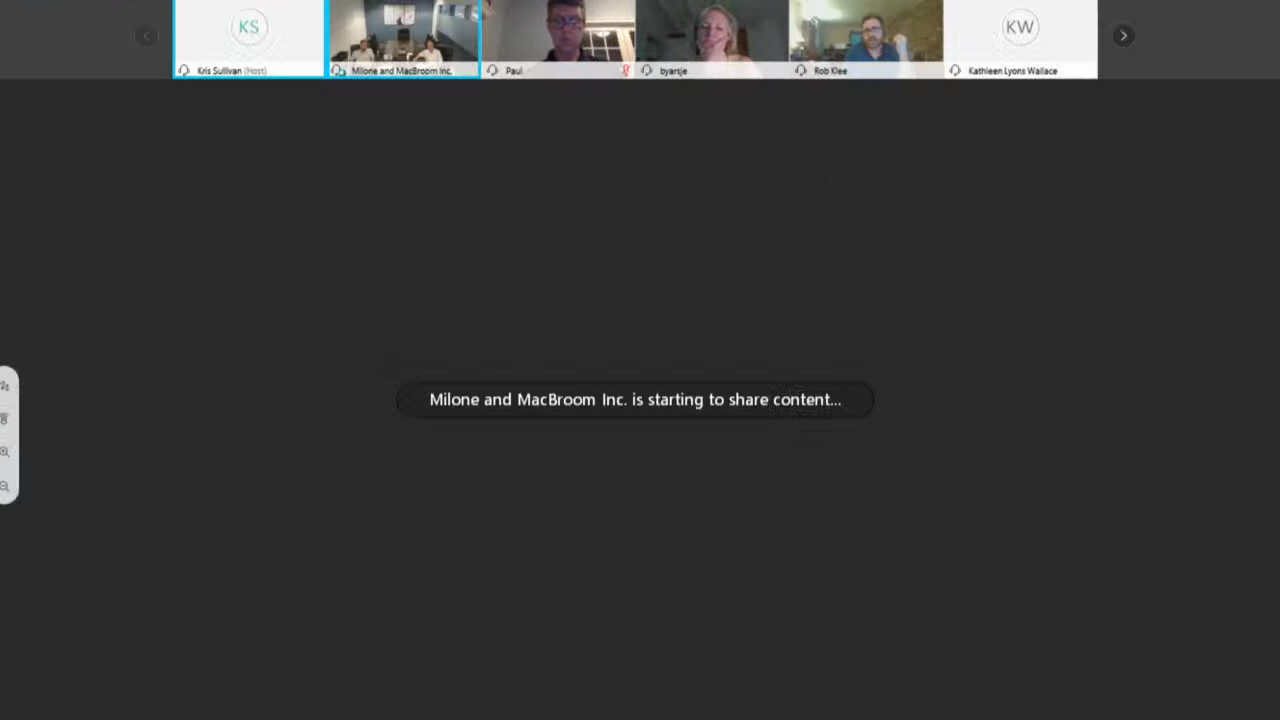 KS
KW
Kris Sullivan (Host)
Milone and MacBroom Inc.
Paul
byarsje
Rob Klee
Kathleen Lyons Wallace
Milone and MacBroom Inc. is starting to share content...